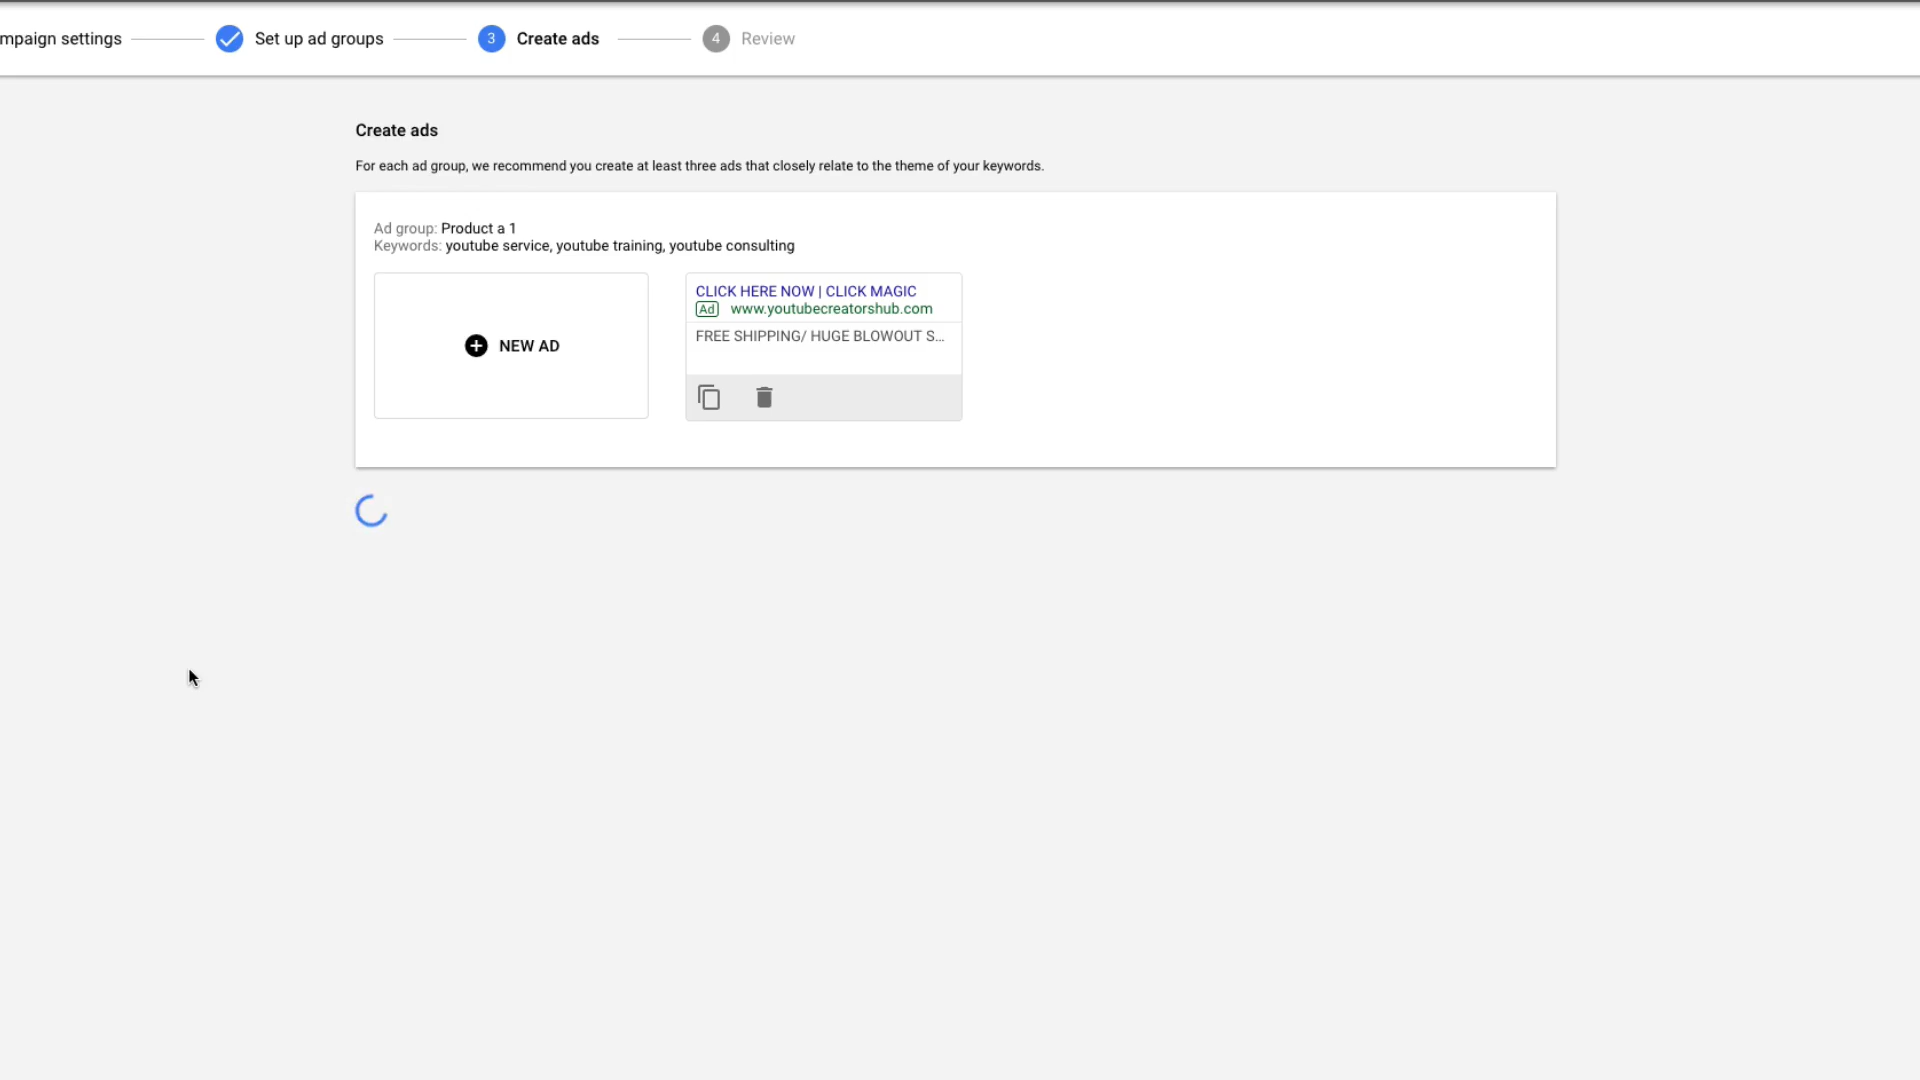 mpaign settings
Set up ad groups
3
Create ads
4
Review
Create ads
For each ad group, we recommend you create at least three ads that closely relate to the theme of your keywords.
Ad group: Product a 1
Keywords: youtube service, youtube training, youtube consulting
NEW AD
CLICK HERE NOW | CLICK MAGIC
Ad www.youtubecreatorshub.com
FREE SHIPPING/ HUGE BLOWOUT S...